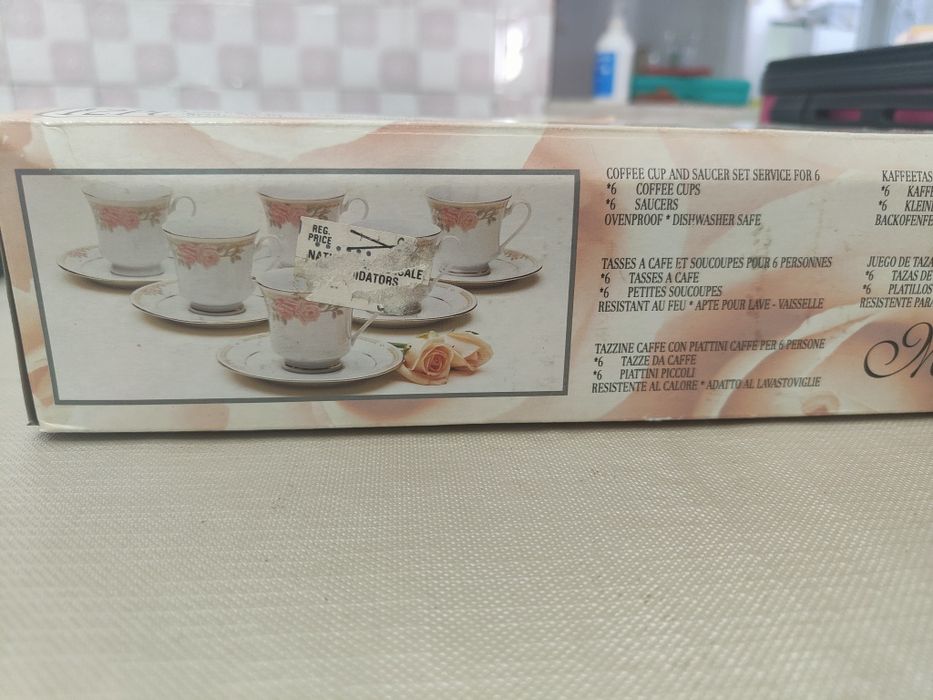 REG.
PRICE
SALE
IDATORS
COFFEE CUP AND SAUCER SET SERVICE FOR 6
*6 COFFEE CUPS
*6 SAUCERS
OVENPROOF * DISHWASHER SAFE
TASSES A CAFE ET SOUCOUPES POUR 6 PERSONNES
*6 TASSES A CAFE
*6 PETITES SOUCOUPES
RESISTANT AU FEU * APTE POUR LAVE - VAISSELLE
TAZZINE CAFFE CON PIATTINI CAFFE PER 6 PERSONE
*6 TAZZE DA CAFFE
*6 PIATTINI PICCOLI
RESISTENTE AL CALORE * ADATTO AL LAVASTOVIGLIE
KAFFEETAS
*6 KAFFE
*6 KLEINE
BACKOFENFE
JUEGO DE TAZA
*6 TAZAS DE
*6 PLATILLOS
RESISTENTE PARA